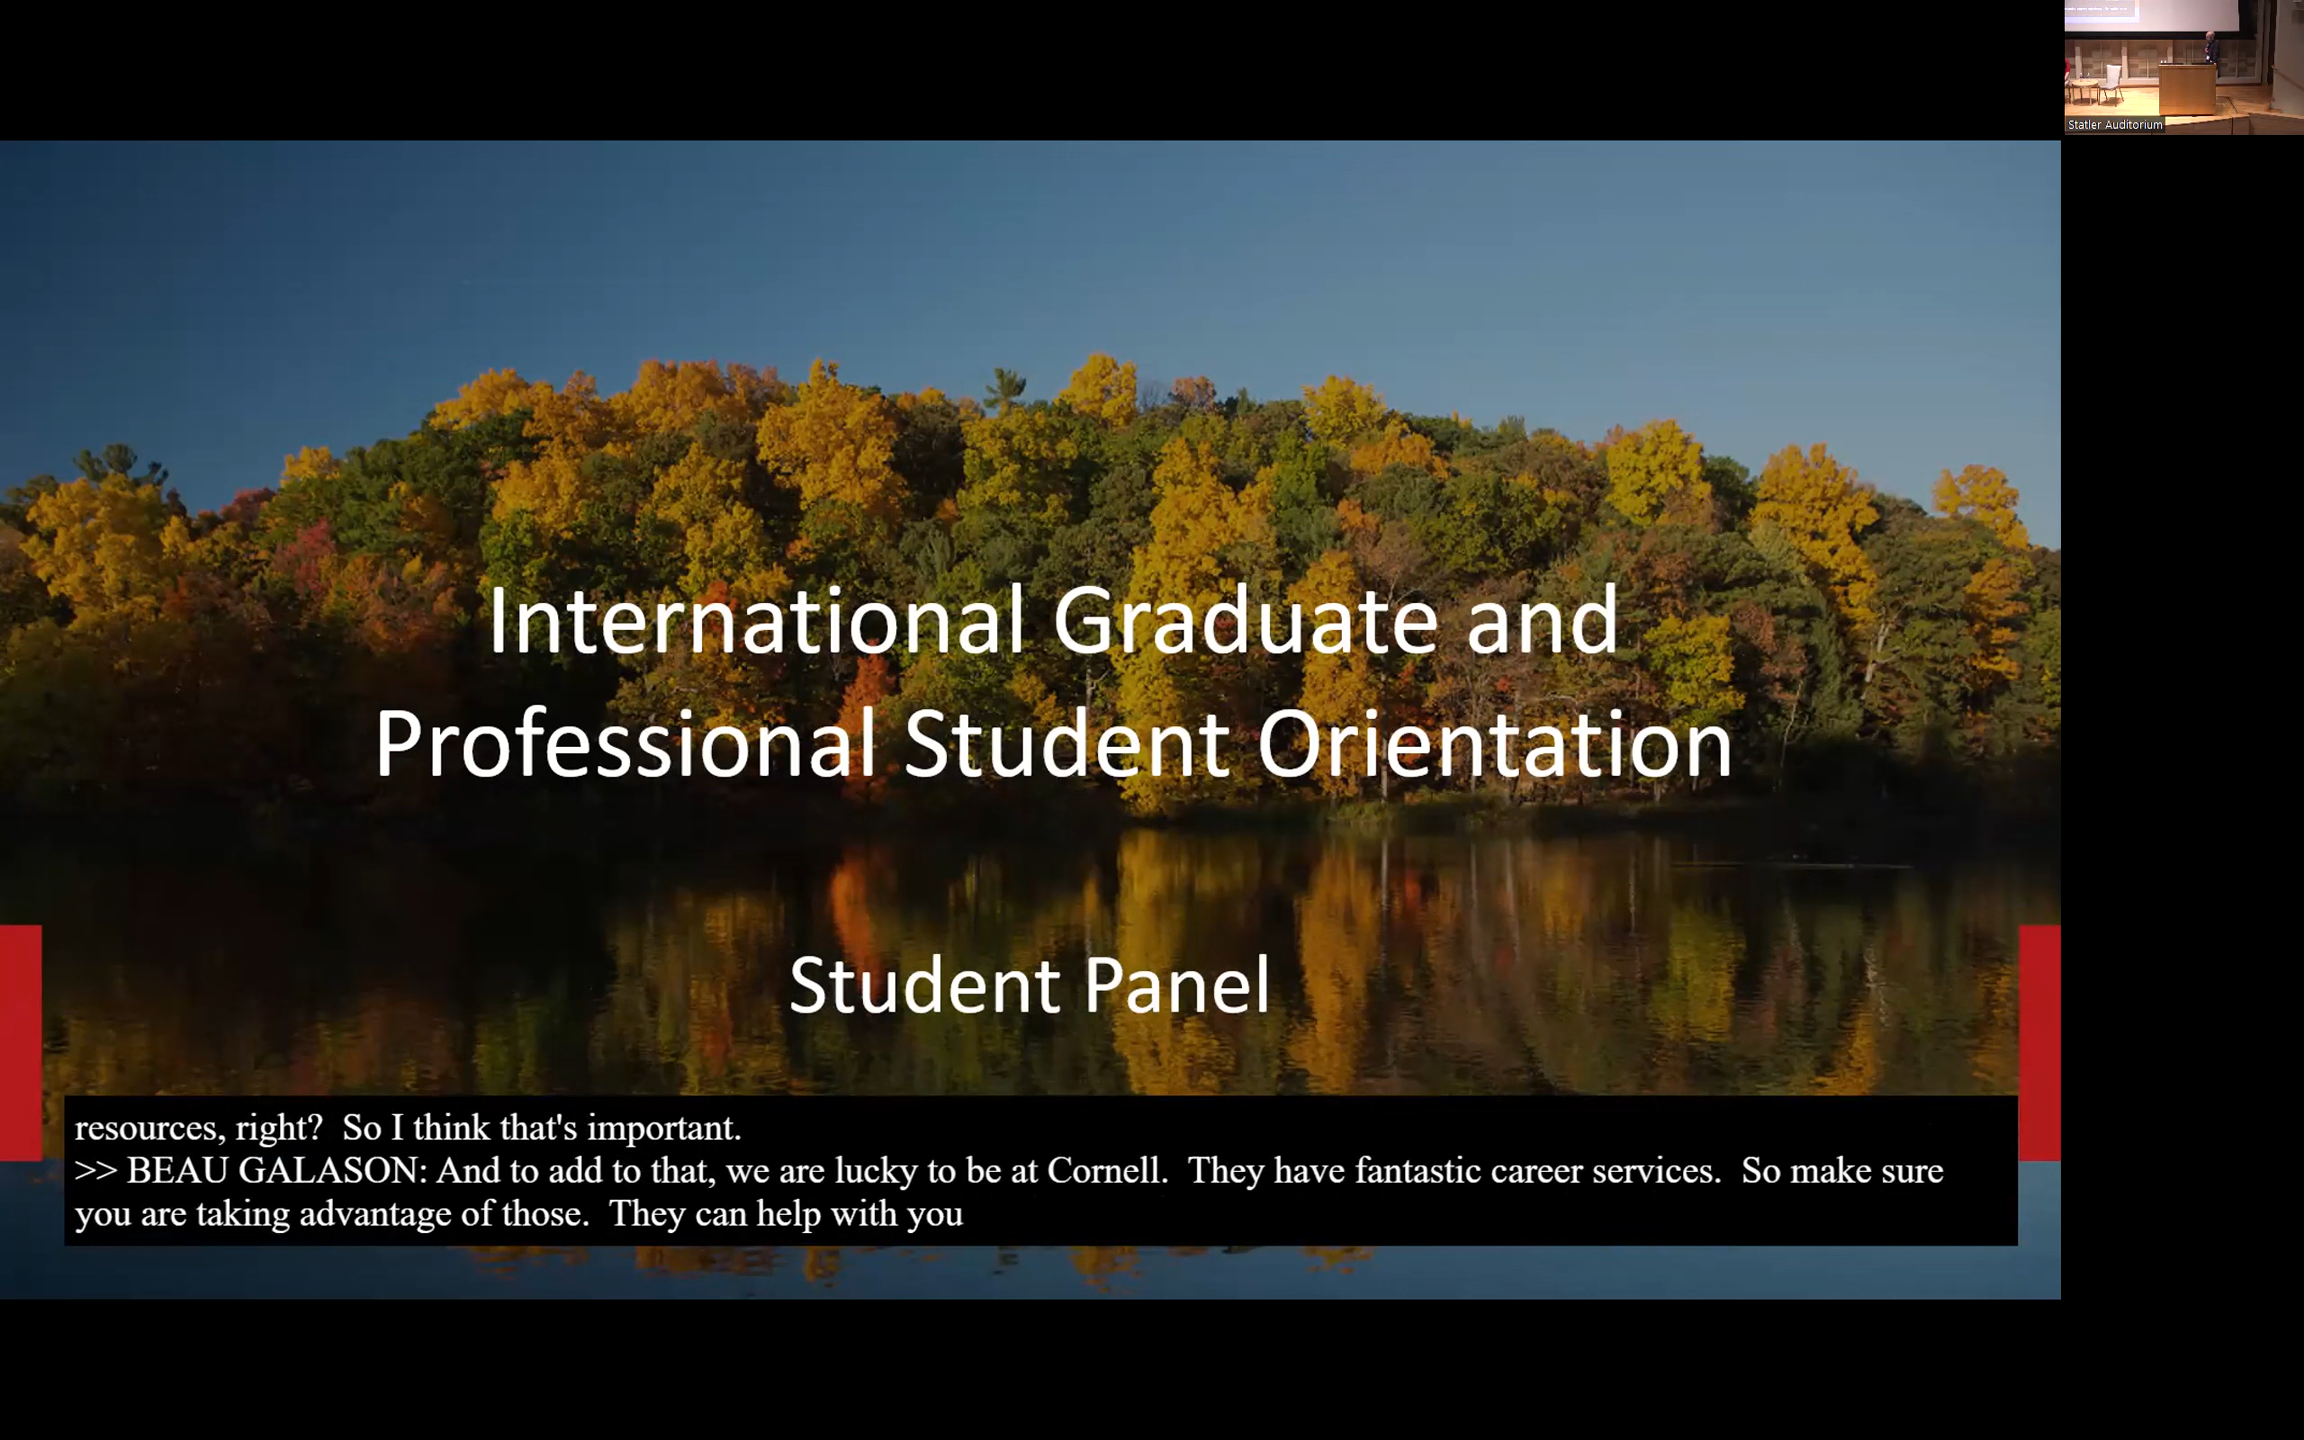 Statler Auditorium
International Graduate and
Professional Student Orientation
Student Panel
resources, right?  So I think that's important.
>> BEAU GALASON: And to add to that, we are lucky to be at Cornell.  They have fantastic career services.  So make sure
you are taking advantage of those.  They can help with you